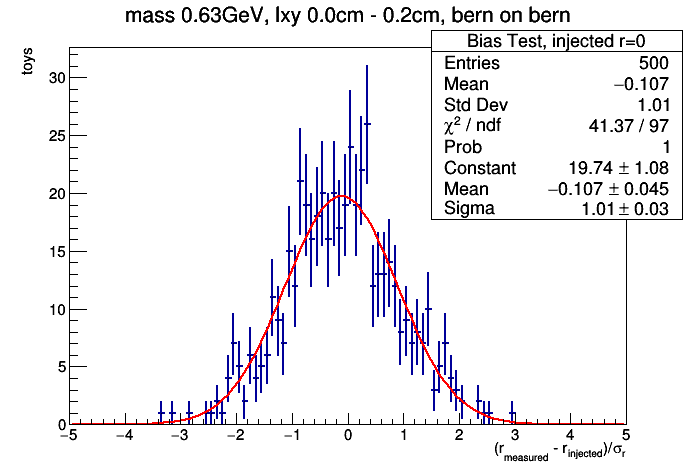 mass 0.63GeV, lxy 0.0cm - 0.2cm, bern on bern
toys
Bias Test, injected r=0
Entries 500
Mean −0.107
Std Dev 1.01
χ² / ndf 41.37 / 97
Prob 1
Constant 19.74 ± 1.08
Mean −0.107 ± 0.045
Sigma 1.01 ± 0.03
30
25
20
15
10
5
0
−5 −4 −3 −2 −1 0 1 2 3 4 5
(r_measured - r_injected)/σ_r